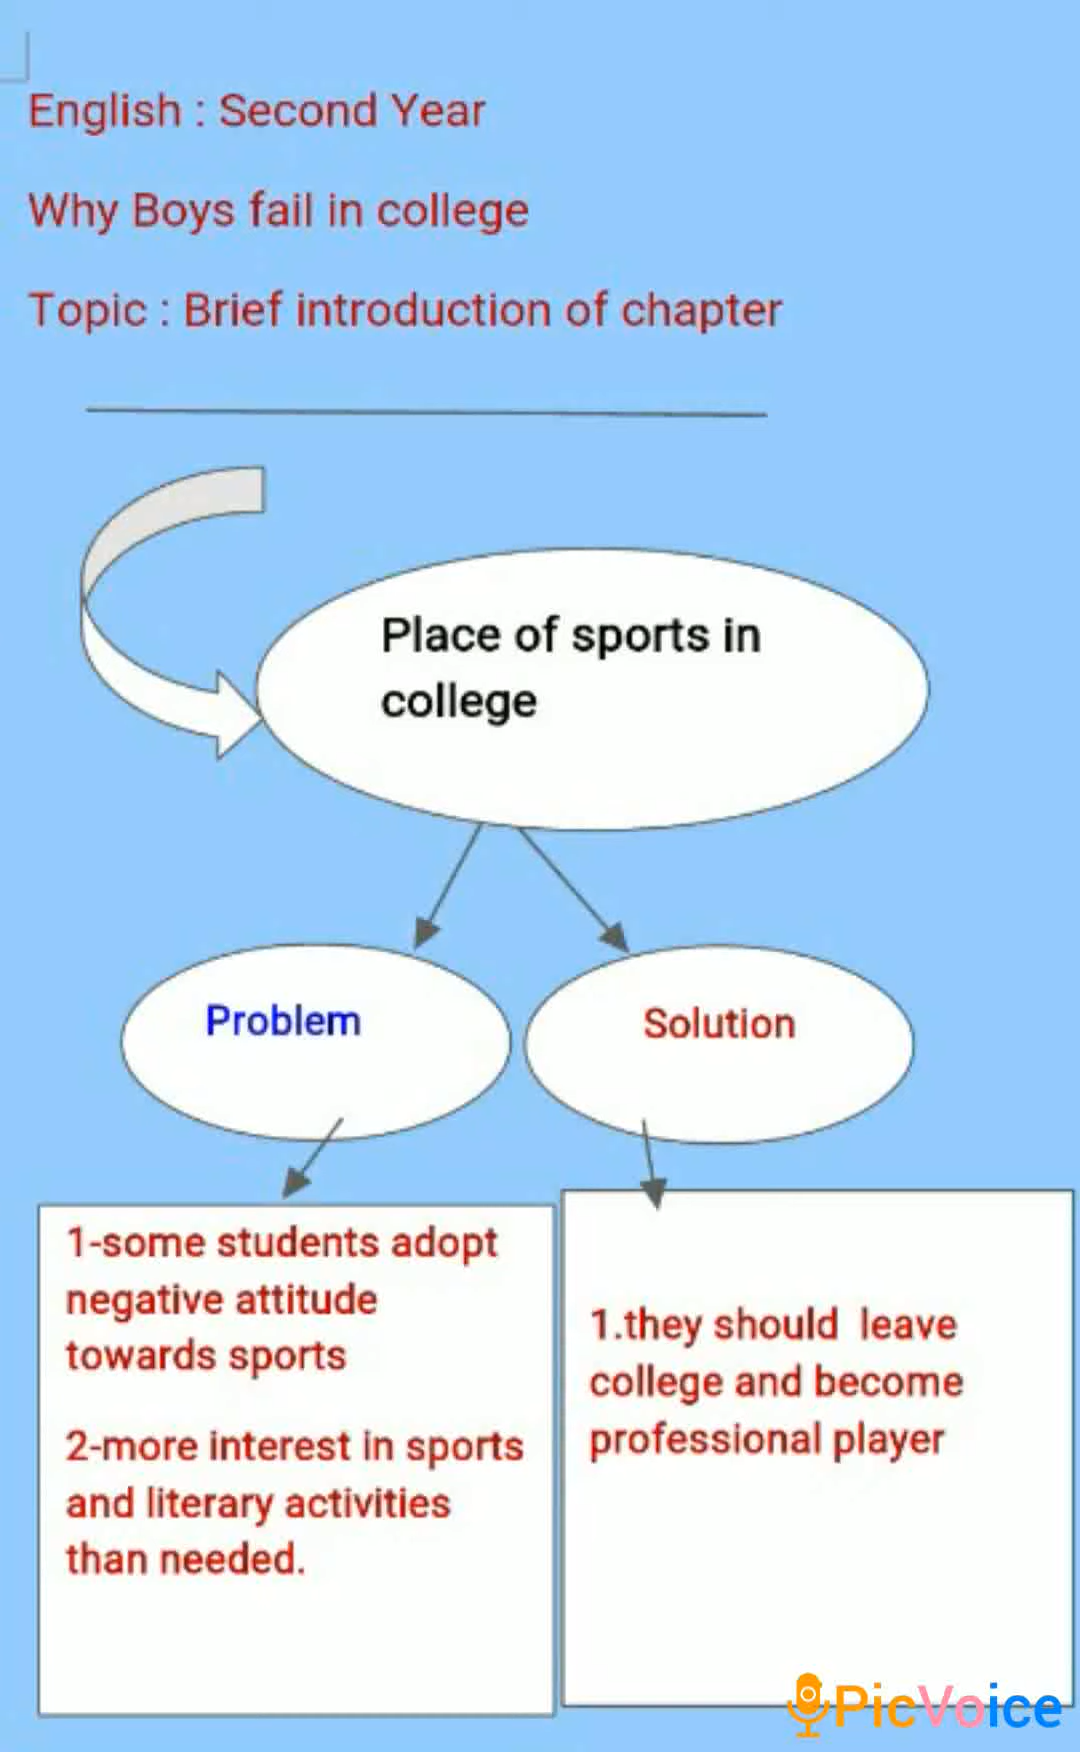 English : Second Year
Why Boys fail in college
Topic : Brief introduction of chapter
Place of sports in
college
Problem
Solution
1-some students adopt
negative attitude
towards sports
2-more interest in sports
and literary activities
than needed.
1.they should leave
college and become
professional player
PicVoice